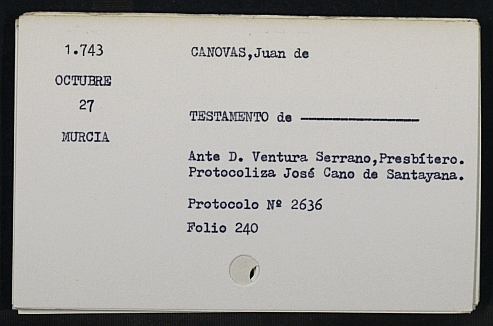 1.743
OCTUBRE
27
MURCIA
CANOVAS,Juan de
TESTAMENTO de ----------------
Ante D. Ventura Serrano,Presbítero.
Protocoliza José Cano de Santayana.
Protocolo Nº 2636
Folio 240